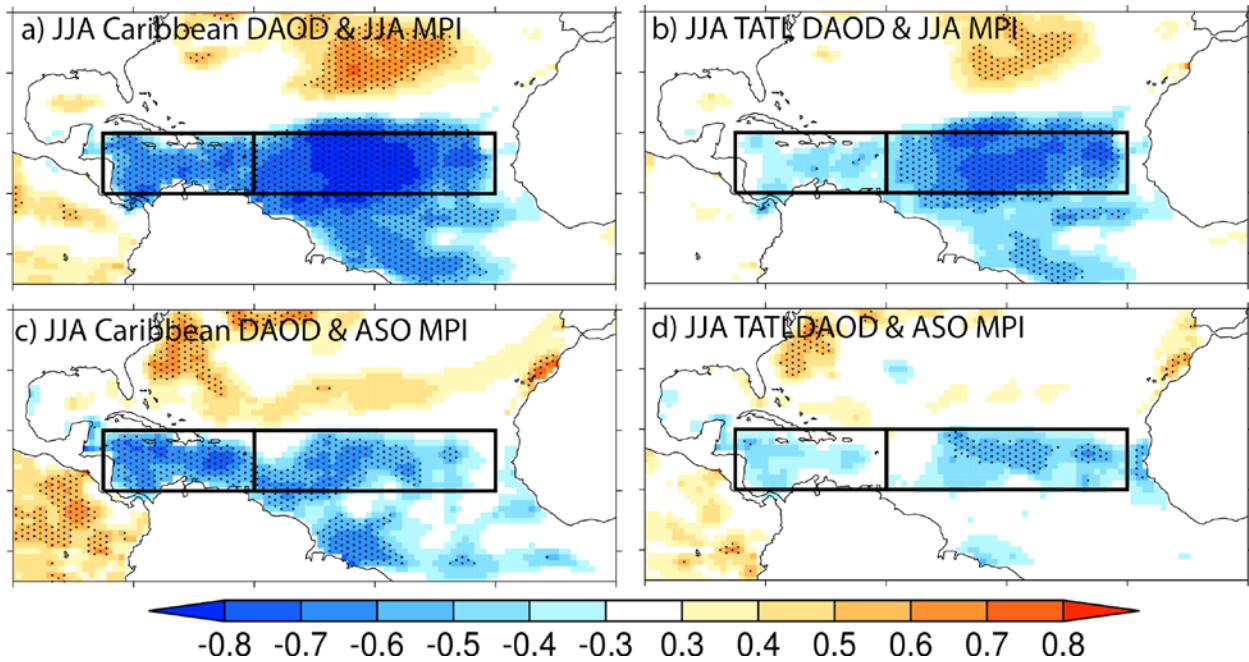 a) JJA Caribbean DAOD & JJA MPI
b) JJA TATL DAOD & JJA MPI
c) JJA Caribbean DAOD & ASO MPI
d) JJA TATLDAOD & ASO MPI
-0.8 -0.7 -0.6 -0.5 -0.4 -0.3 0.3 0.4 0.5 0.6 0.7 0.8